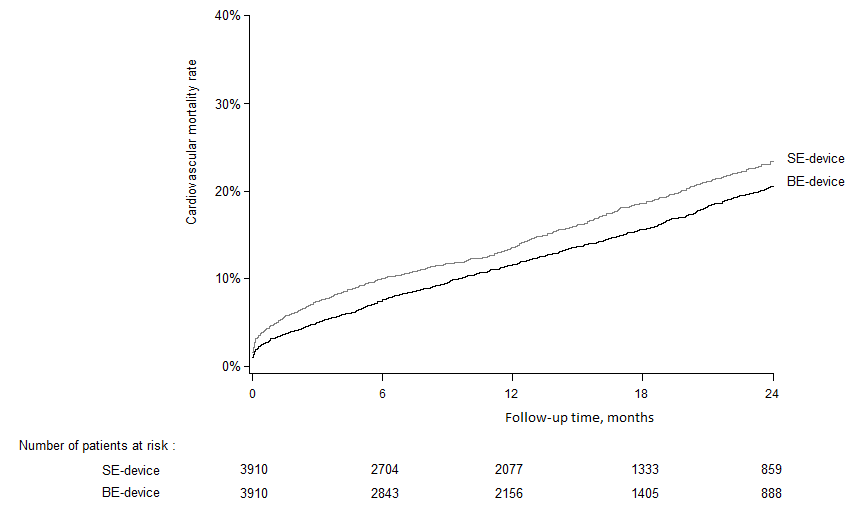 40%
30%
20%
10%
0%
Cardiovascular mortality rate
SE-device
BE-device
0 6 12 18 24
Follow-up time, months
Number of patients at risk :
SE-device 3910 2704 2077 1333 859
BE-device 3910 2843 2156 1405 888